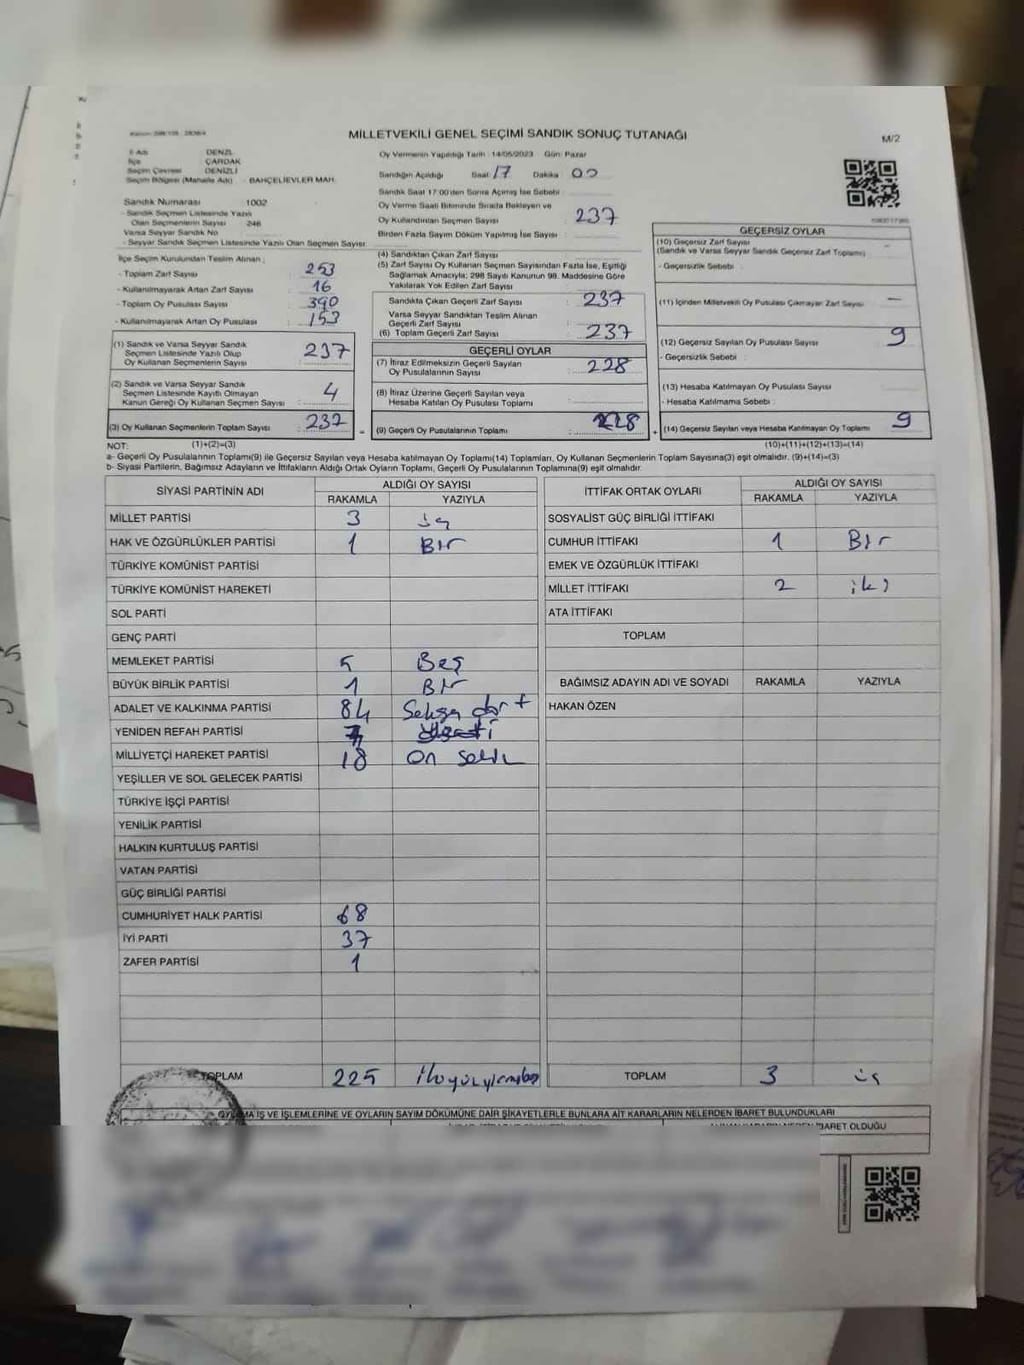 MİLLETVEKİLİ GENEL SEÇİMİ SANDIK SONUÇ TUTANAĞI
M/2
İl Adı DENİZLİ
İlçe ÇARDAK
Seçim Çevresi DENİZLİ
Seçim Bölgesi (Mahalle Adı) - BAHÇELİEVLER MAH.
Sandık Numarası 1002
- Sandık Seçmen Listesinde Yazılı
Olan Seçmenlerin Sayısı 246
Varsa Seyyar Sandık No
- Seyyar Sandık Seçmen Listesinde Yazılı Olan Seçmen Sayısı
Oy Vermenin Yapıldığı Tarih : 14/05/2023 Gün: Pazar
Sandığın Açıldığı Saat 17 Dakika 00
Sandık Saat 17:00'den Sonra Açılmış İse Sebebi
Oy Verme Saati Bitiminde Sırada Bekleyen ve
Oy Kullandırılan Seçmen Sayısı 237
Birden Fazla Sayım Döküm Yapılmış İse Sayısı
İlçe Seçim Kurulundan Teslim Alınan ;
- Toplam Zarf Sayısı 253
- Kullanılmayarak Artan Zarf Sayısı 16
- Toplam Oy Pusulası Sayısı 390
- Kullanılmayarak Artan Oy Pusulası 153
(1) Sandık ve Varsa Seyyar Sandık
Seçmen Listesinde Yazılı Olup
Oy Kullanan Seçmenlerin Sayısı 237
(2) Sandık ve Varsa Seyyar Sandık
Seçmen Listesinde Kayıtlı Olmayan
Kanun Gereği Oy Kullanan Seçmen Sayısı 4
(3) Oy Kullanan Seçmenlerin Toplam Sayısı 237
(4) Sandıktan Çıkan Zarf Sayısı
(5) Zarf Sayısı Oy Kullanan Seçmen Sayısından Fazla İse, Eşitliği
Sağlamak Amacıyla; 298 Sayılı Kanunun 98. Maddesine Göre
Yakılarak Yok Edilen Zarf Sayısı
Sandıkta Çıkan Geçerli Zarf Sayısı 237
Varsa Seyyar Sandıktan Teslim Alınan
Geçerli Zarf Sayısı
(6) Toplam Geçerli Zarf Sayısı 237
GEÇERLİ OYLAR
(7) İtiraz Edilmeksizin Geçerli Sayılan
Oy Pusulalarının Sayısı 228
(8) İtiraz Üzerine Geçerli Sayılan veya
Hesaba Katılan Oy Pusulası Toplamı
(9) Geçerli Oy Pusulalarının Toplamı 228
GEÇERSİZ OYLAR
(10) Geçersiz Zarf Sayısı
(Sandık ve Varsa Seyyar Sandık Geçersiz Zarf Toplamı) -
- Geçersizlik Sebebi :
(11) İçinden Milletvekili Oy Pusulası Çıkmayan Zarf Sayısı -
(12) Geçersiz Sayılan Oy Pusulası Sayısı 9
- Geçersizlik Sebebi :
(13) Hesaba Katılmayan Oy Pusulası Sayısı
- Hesaba Katılmama Sebebi :
(14) Geçersiz Sayılan veya Hesaba Katılmayan Oy Toplamı 9
NOT: (1)+(2)=(3) (10)+(11)+(12)+(13)=(14)
a- Geçerli Oy Pusulalarının Toplamı(9) ile Geçersiz Sayılan veya Hesaba katılmayan Oy Toplamı(14) Toplamları, Oy Kullanan Seçmenlerin Toplam Sayısına(3) eşit olmalıdır. (9)+(14)=(3)
b- Siyasi Partilerin, Bağımsız Adayların ve İttifakların Aldığı Ortak Oyların Toplamı, Geçerli Oy Pusulalarının Toplamına(9) eşit olmalıdır.
SİYASİ PARTİNİN ADI ALDIĞI OY SAYISI
RAKAMLA YAZIYLA
MİLLET PARTİSİ 3 üç
HAK VE ÖZGÜRLÜKLER PARTİSİ 1 Bir
TÜRKİYE KOMÜNİST PARTİSİ
TÜRKİYE KOMÜNİST HAREKETİ
SOL PARTİ
GENÇ PARTİ
MEMLEKET PARTİSİ 5 Beş
BÜYÜK BİRLİK PARTİSİ 1 Bir
ADALET VE KALKINMA PARTİSİ 84 Seksen dört
YENİDEN REFAH PARTİSİ 7
MİLLİYETÇİ HAREKET PARTİSİ 18 On sekiz
YEŞİLLER VE SOL GELECEK PARTİSİ
TÜRKİYE İŞÇİ PARTİSİ
YENİLİK PARTİSİ
HALKIN KURTULUŞ PARTİSİ
VATAN PARTİSİ
GÜÇ BİRLİĞİ PARTİSİ
CUMHURİYET HALK PARTİSİ 68
İYİ PARTİ 37
ZAFER PARTİSİ 1
TOPLAM 225 İkiyüzyirmibeş
İTTİFAK ORTAK OYLARI ALDIĞI OY SAYISI
RAKAMLA YAZIYLA
SOSYALİST GÜÇ BİRLİĞİ İTTİFAKI
CUMHUR İTTİFAKI 1 Bir
EMEK VE ÖZGÜRLÜK İTTİFAKI
MİLLET İTTİFAKI 2 iki
ATA İTTİFAKI
TOPLAM
BAĞIMSIZ ADAYIN ADI VE SOYADI RAKAMLA YAZIYLA
HAKAN ÖZEN
TOPLAM 3 üç
OYLAMA İŞ VE İŞLEMLERİNE VE OYLARIN SAYIM DÖKÜMÜNE DAİR ŞİKAYETLERLE BUNLARA AİT KARARLARIN NELERDEN İBARET BULUNDUKLARI
İBARET OLDUĞU